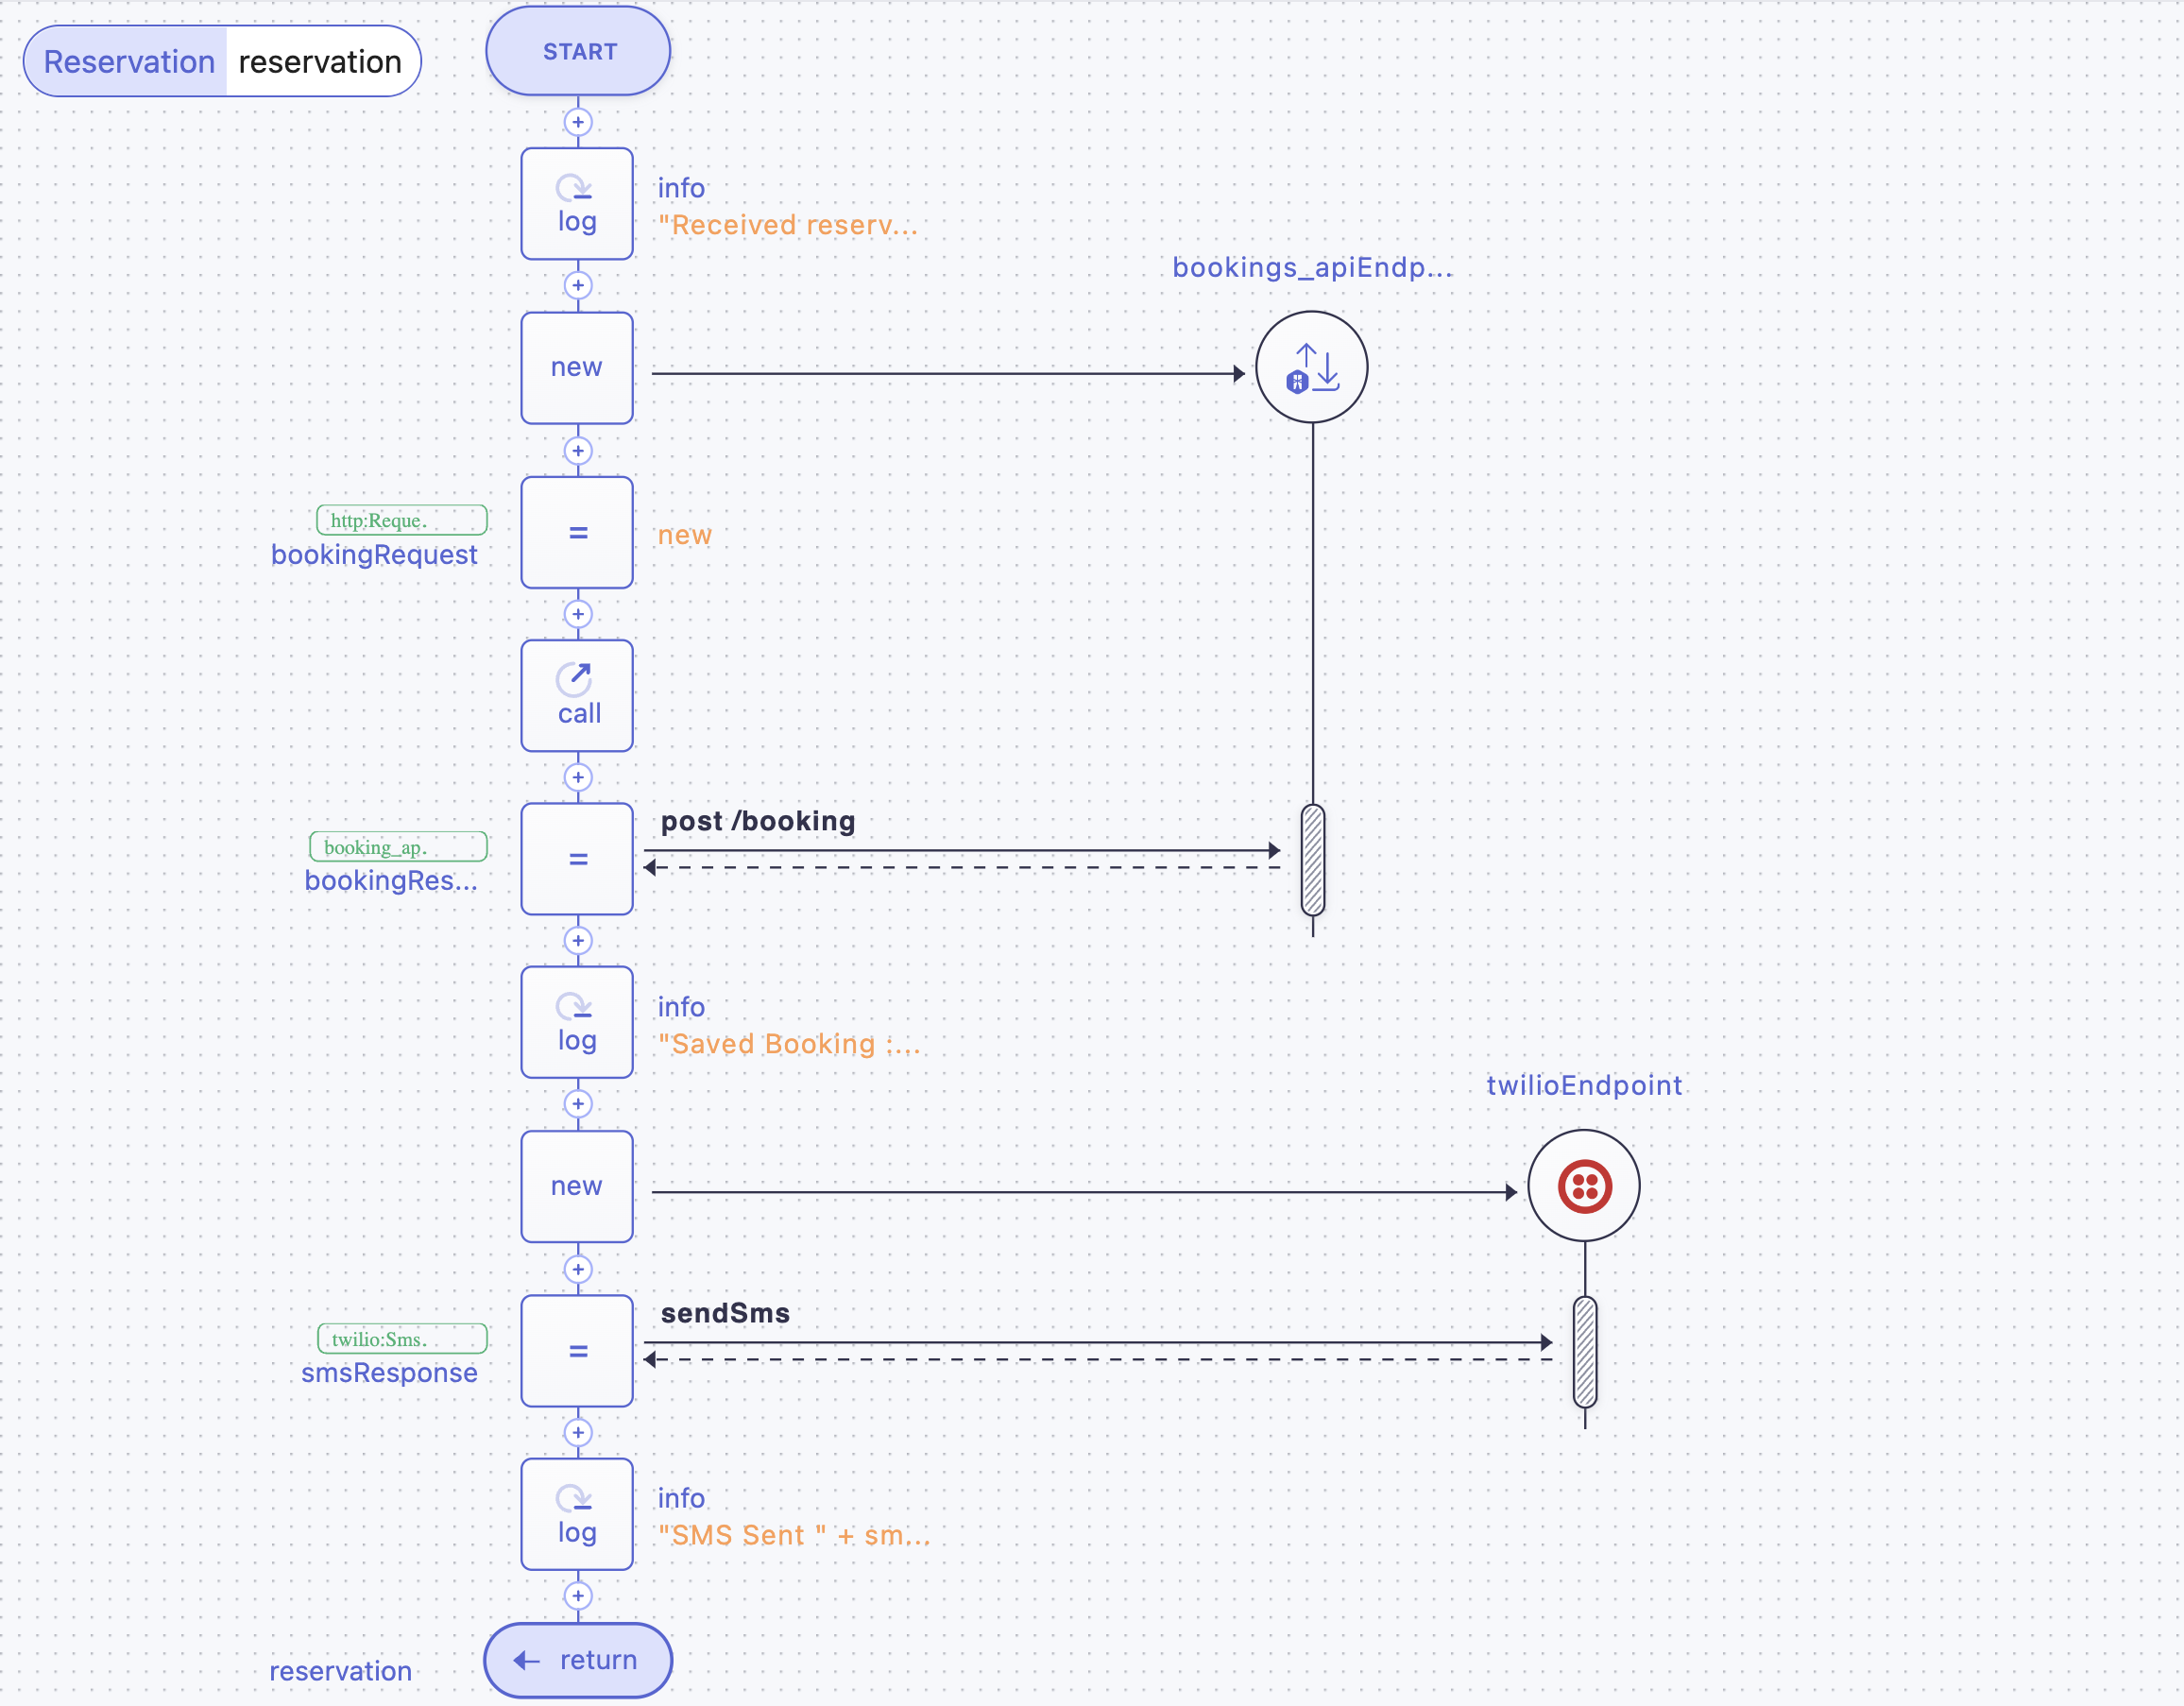 Reservation reservation
START
log
info
"Received reserv...
bookings_apiEndp...
new
http:Reque.
bookingRequest
=
new
call
booking_ap.
bookingRes...
=
post /booking
log
info
"Saved Booking :...
twilioEndpoint
new
twilio:Sms.
smsResponse
=
sendSms
log
info
"SMS Sent " + sm...
reservation
return